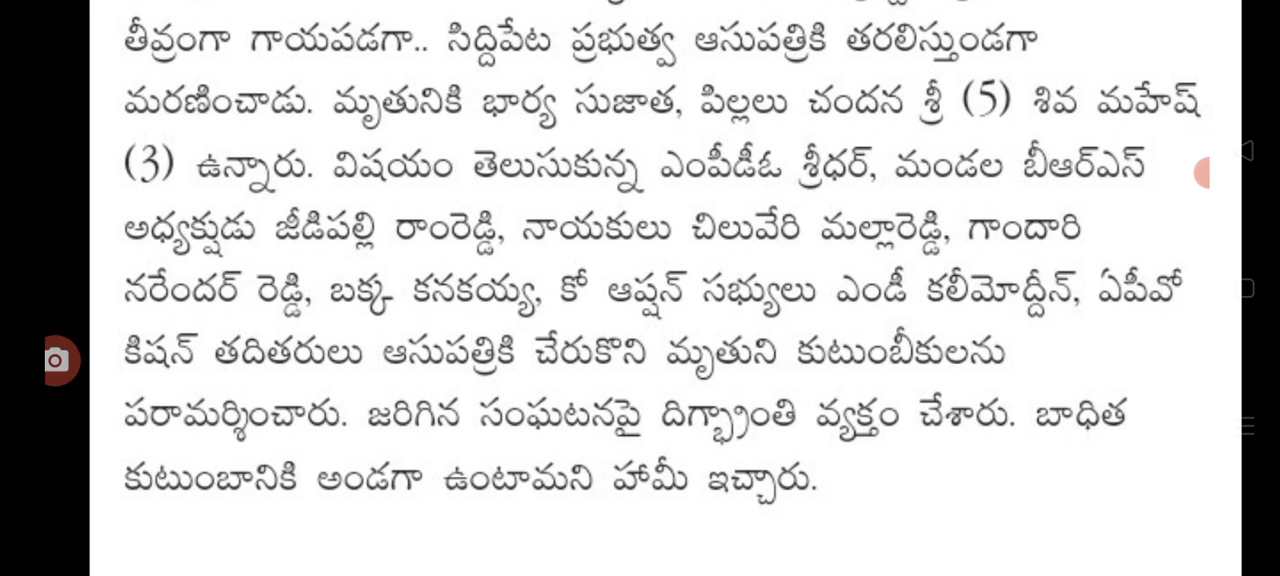 తీవ్రంగా గాయపడగా.. సిద్దిపేట ప్రభుత్వ ఆసుపత్రికి తరలిస్తుండగా
మరణించాడు. మృతునికి భార్య సుజాత, పిల్లలు చందన శ్రీ (5) శివ మహేష్
(3) ఉన్నారు. విషయం తెలుసుకున్న ఎంపీడీఓ శ్రీధర్, మండల బీఆర్ఎస్
అధ్యక్షుడు జీడిపల్లి రాంరెడ్డి, నాయకులు చిలువేరి మల్లారెడ్డి, గాందారి
నరేందర్ రెడ్డి, బక్క కనకయ్య, కో ఆప్షన్ సభ్యులు ఎండీ కలీమోద్దీన్, ఏపీవో
కిషన్ తదితరులు ఆసుపత్రికి చేరుకొని మృతుని కుటుంబీకులను
పరామర్శించారు. జరిగిన సంఘటనపై దిగ్భ్రాంతి వ్యక్తం చేశారు. బాధిత
కుటుంబానికి అండగా ఉంటామని హామీ ఇచ్చారు.